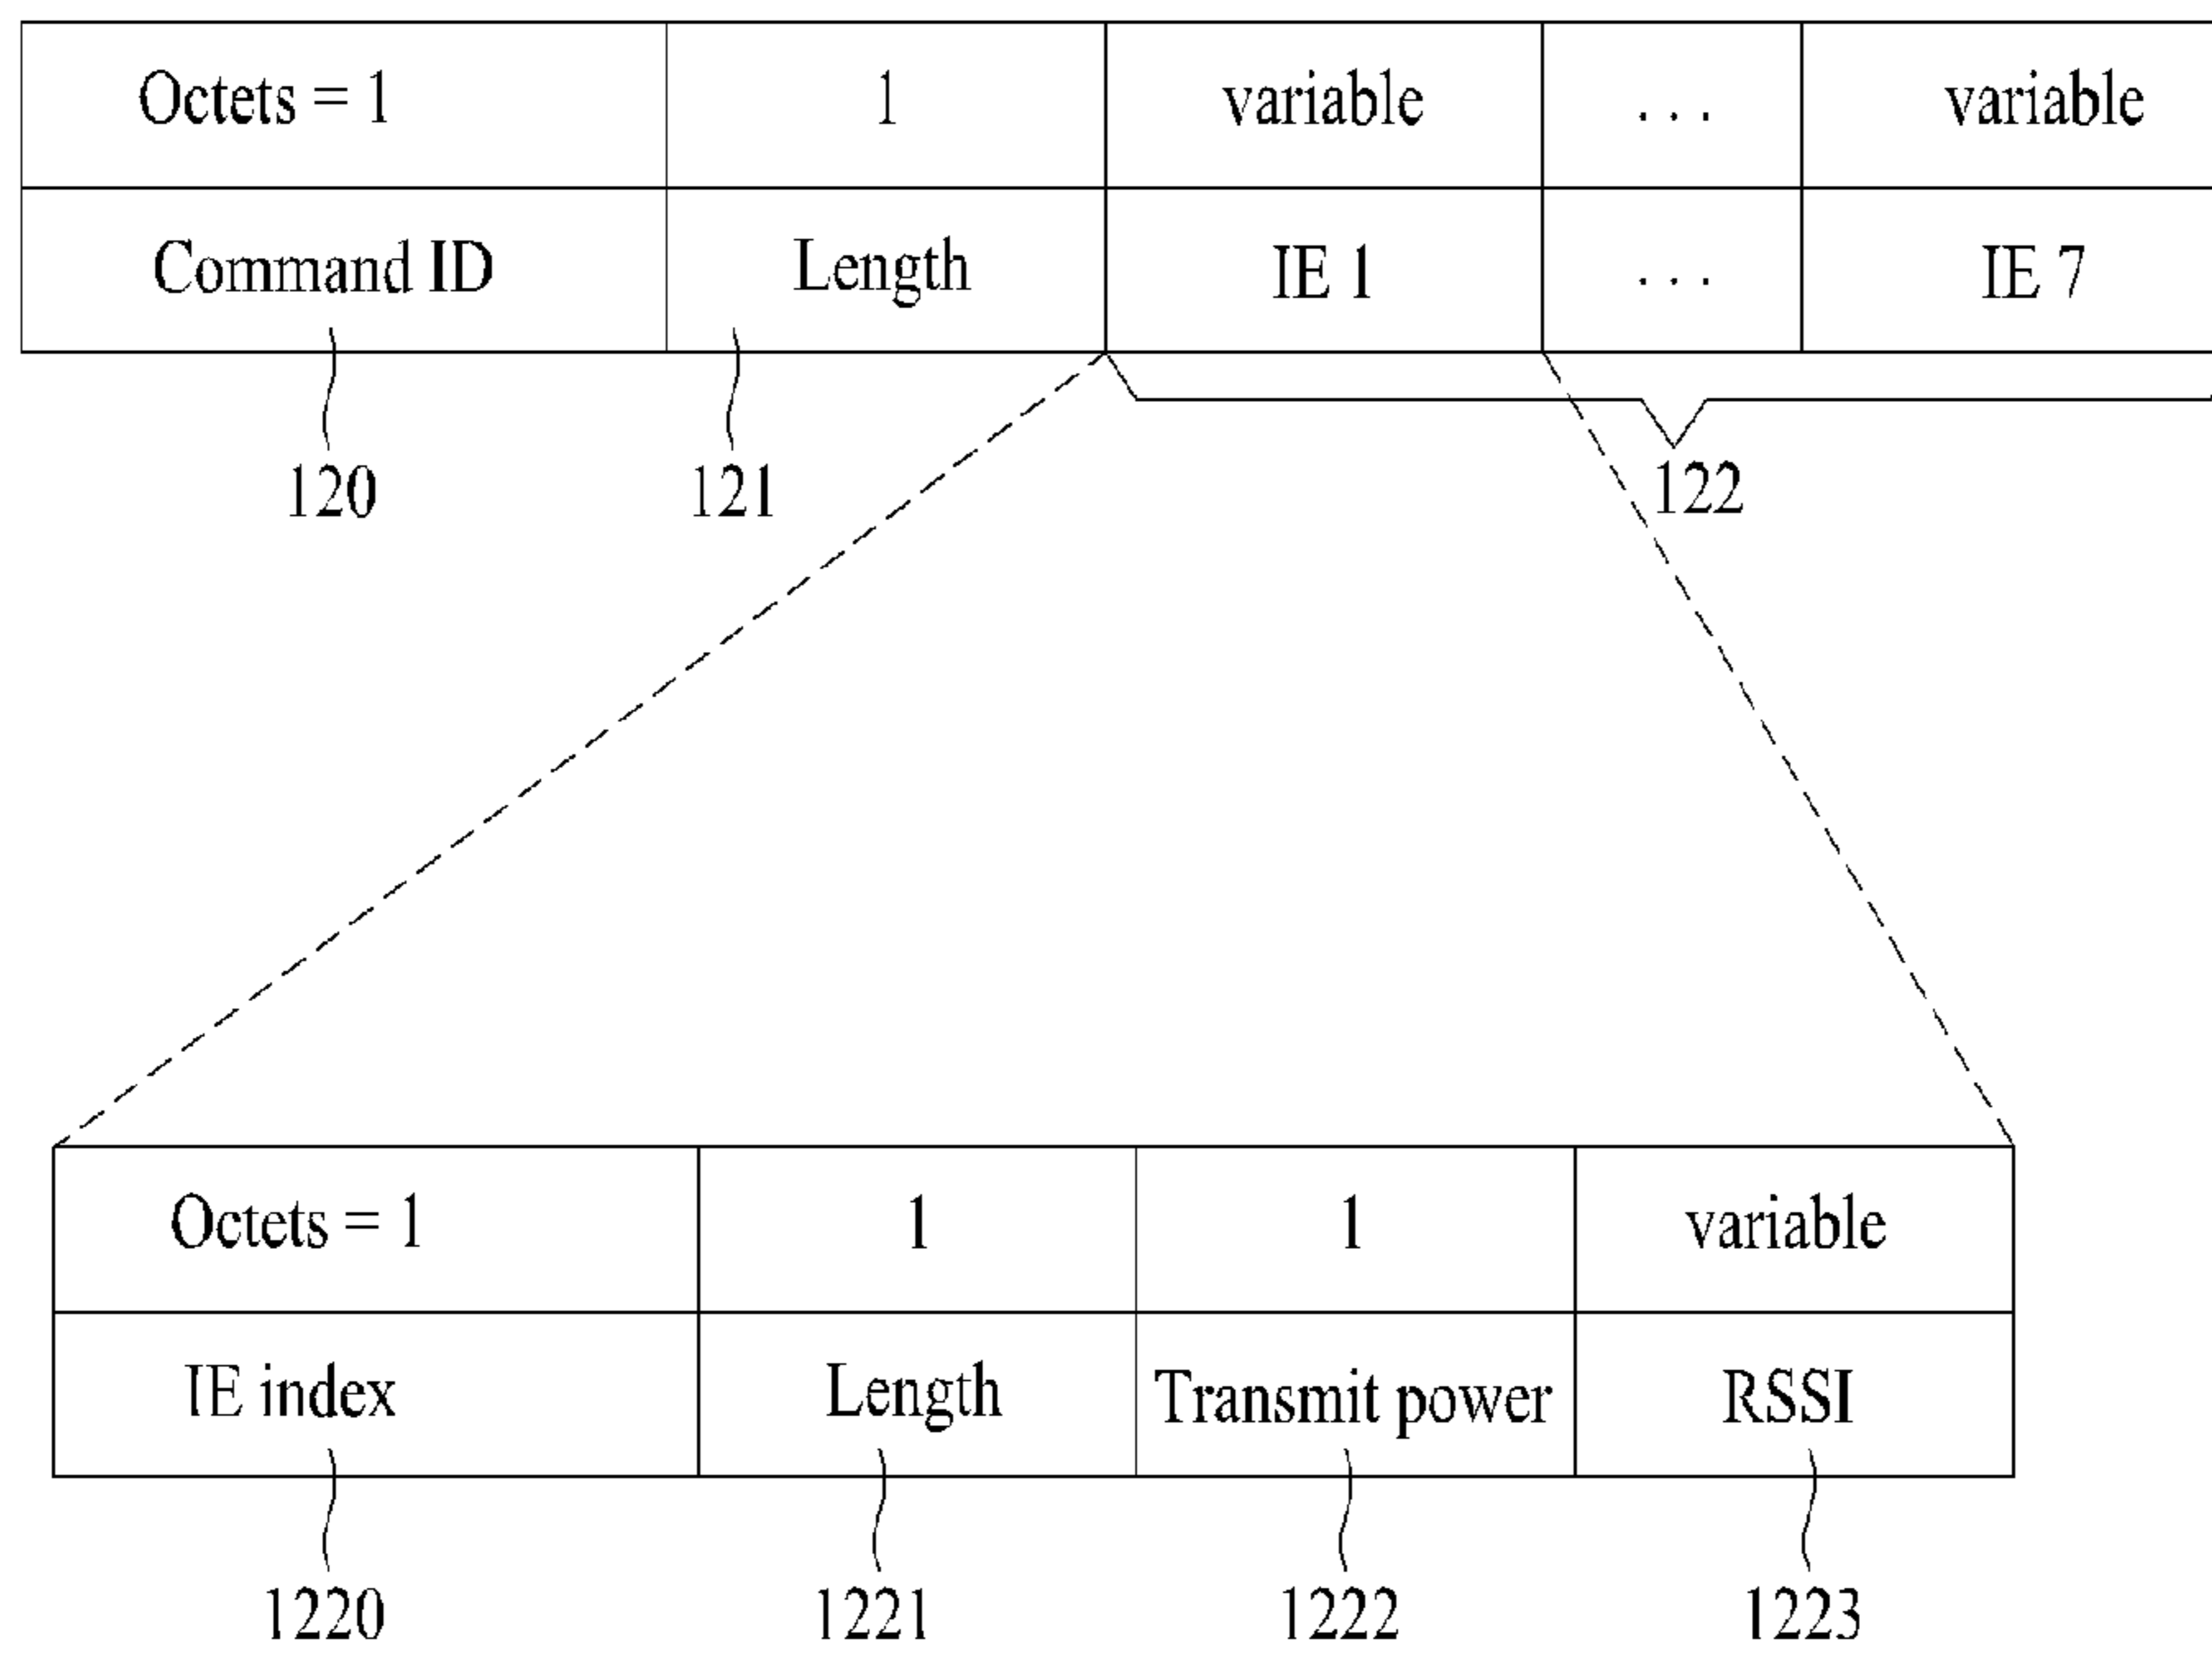 Octets = 1 1 variable ... variable
Command ID Length IE 1 ... IE 7
120 121 122
Octets = 1 1 1 variable
IE index Length Transmit power RSSI
1220 1221 1222 1223